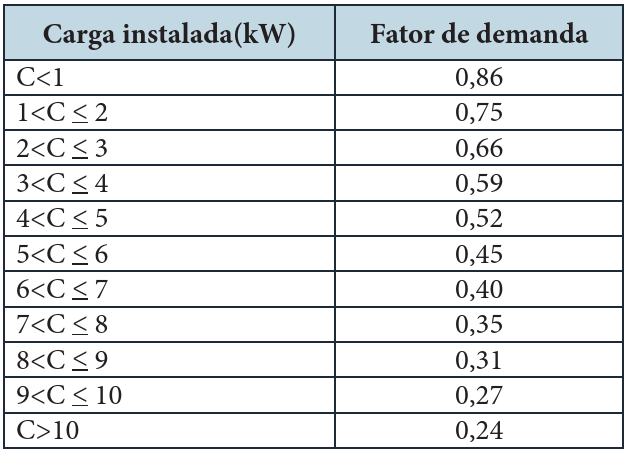 Carga instalada(kW) Fator de demanda
C<1 0,86
1<C ≤ 2 0,75
2<C ≤ 3 0,66
3<C ≤ 4 0,59
4<C ≤ 5 0,52
5<C ≤ 6 0,45
6<C ≤ 7 0,40
7<C ≤ 8 0,35
8<C ≤ 9 0,31
9<C ≤ 10 0,27
C>10 0,24